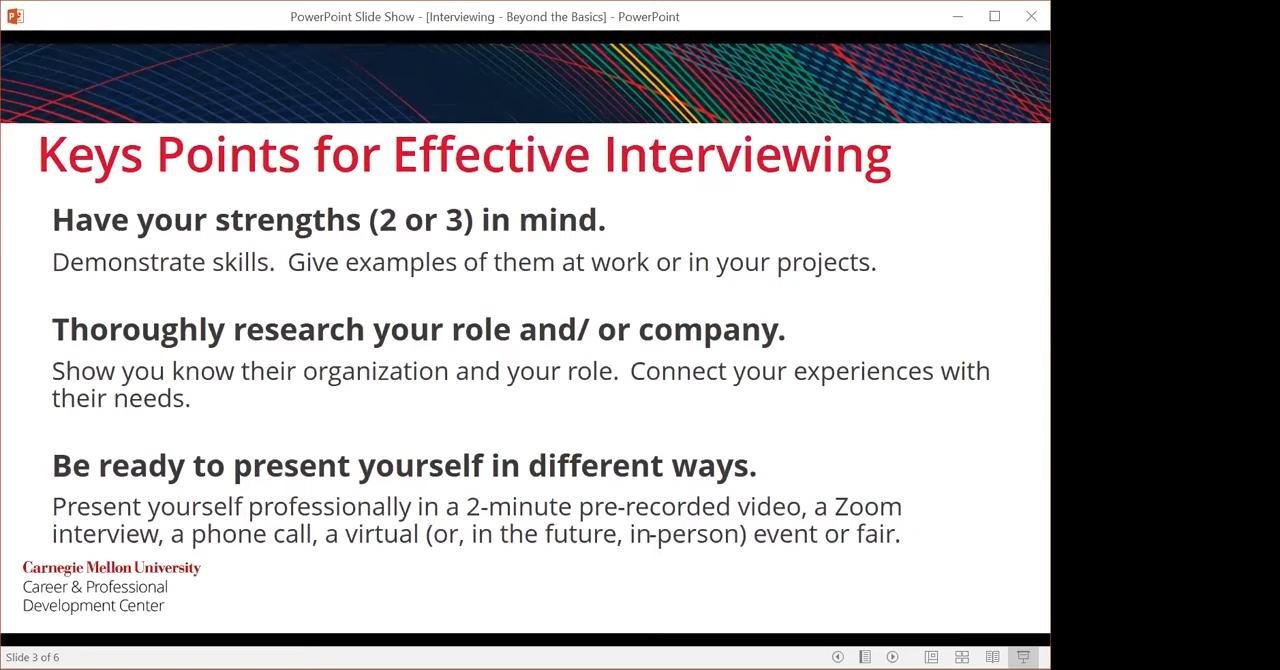 PowerPoint Slide Show - [Interviewing - Beyond the Basics] - PowerPoint
Keys Points for Effective Interviewing
Have your strengths (2 or 3) in mind.
Demonstrate skills.  Give examples of them at work or in your projects.
Thoroughly research your role and/ or company.
Show you know their organization and your role.  Connect your experiences with
their needs.
Be ready to present yourself in different ways.
Present yourself professionally in a 2-minute pre-recorded video, a Zoom
interview, a phone call, a virtual (or, in the future, in-person) event or fair.
Carnegie Mellon University
Career & Professional
Development Center
Slide 3 of 6